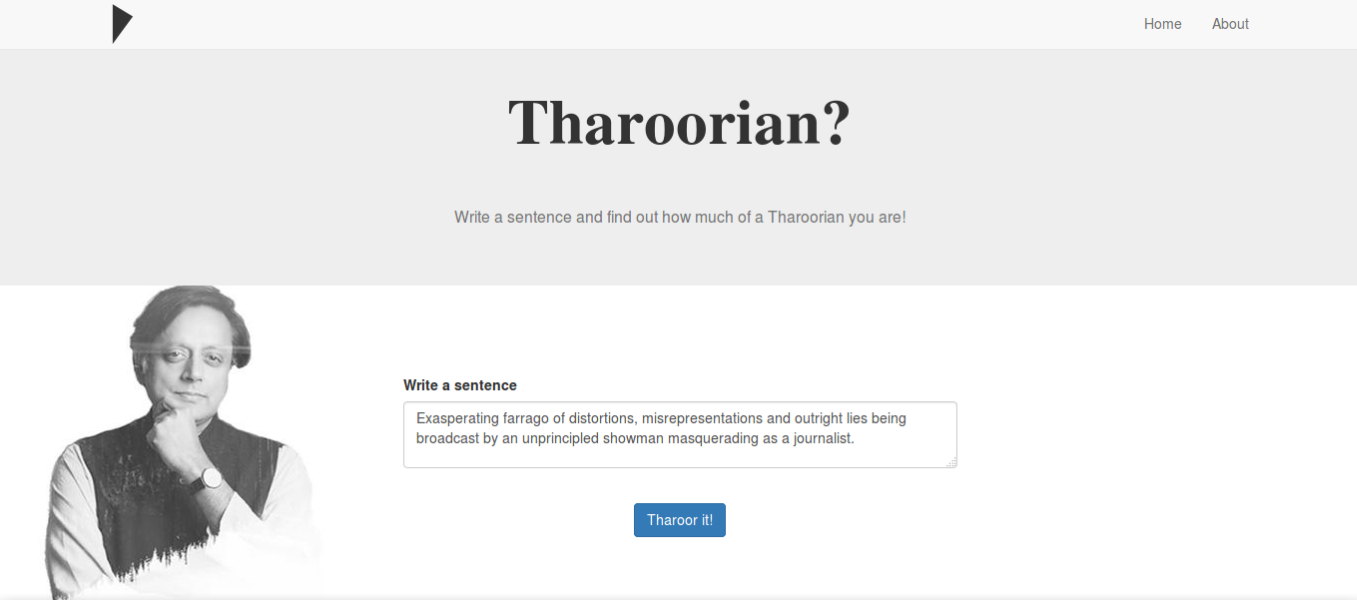 Home About
Tharoorian?
Write a sentence and find out how much of a Tharoorian you are!
Write a sentence
Exasperating farrago of distortions, misrepresentations and outright lies being
broadcast by an unprincipled showman masquerading as a journalist.
Tharoor it!